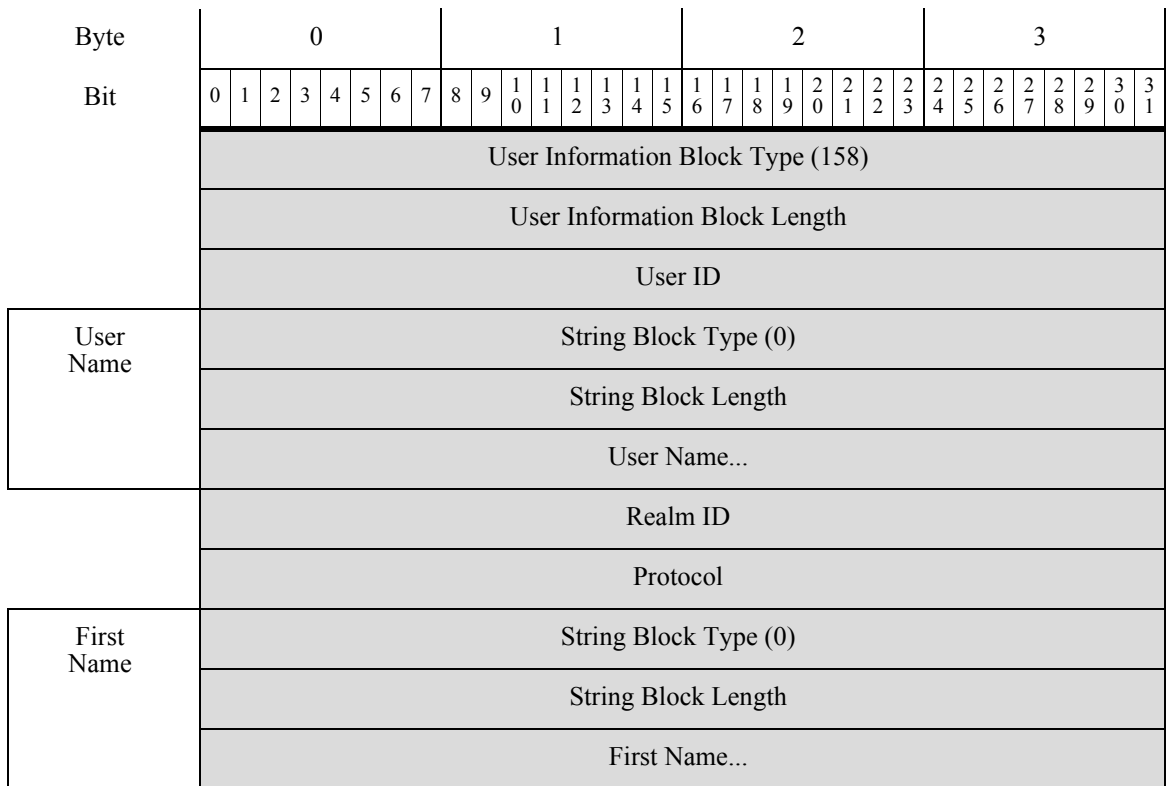 Byte 0 1 2 3
Bit 0 1 2 3 4 5 6 7 8 9 10 11 12 13 14 15 16 17 18 19 20 21 22 23 24 25 26 27 28 29 30 31
User Information Block Type (158)
User Information Block Length
User ID
User
Name
String Block Type (0)
String Block Length
User Name...
Realm ID
Protocol
First
Name
String Block Type (0)
String Block Length
First Name...